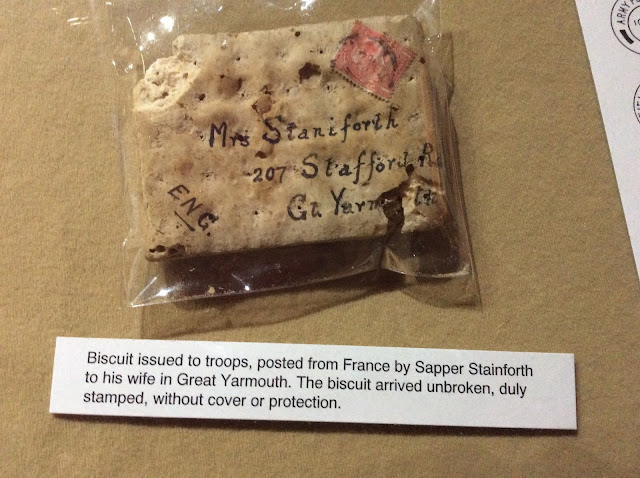 ARMY
Mrs Staniforth
207 Stafford
Gt. Yarm
ENG.
Biscuit issued to troops, posted from France by Sapper Stainforth
to his wife in Great Yarmouth. The biscuit arrived unbroken, duly
stamped, without cover or protection.